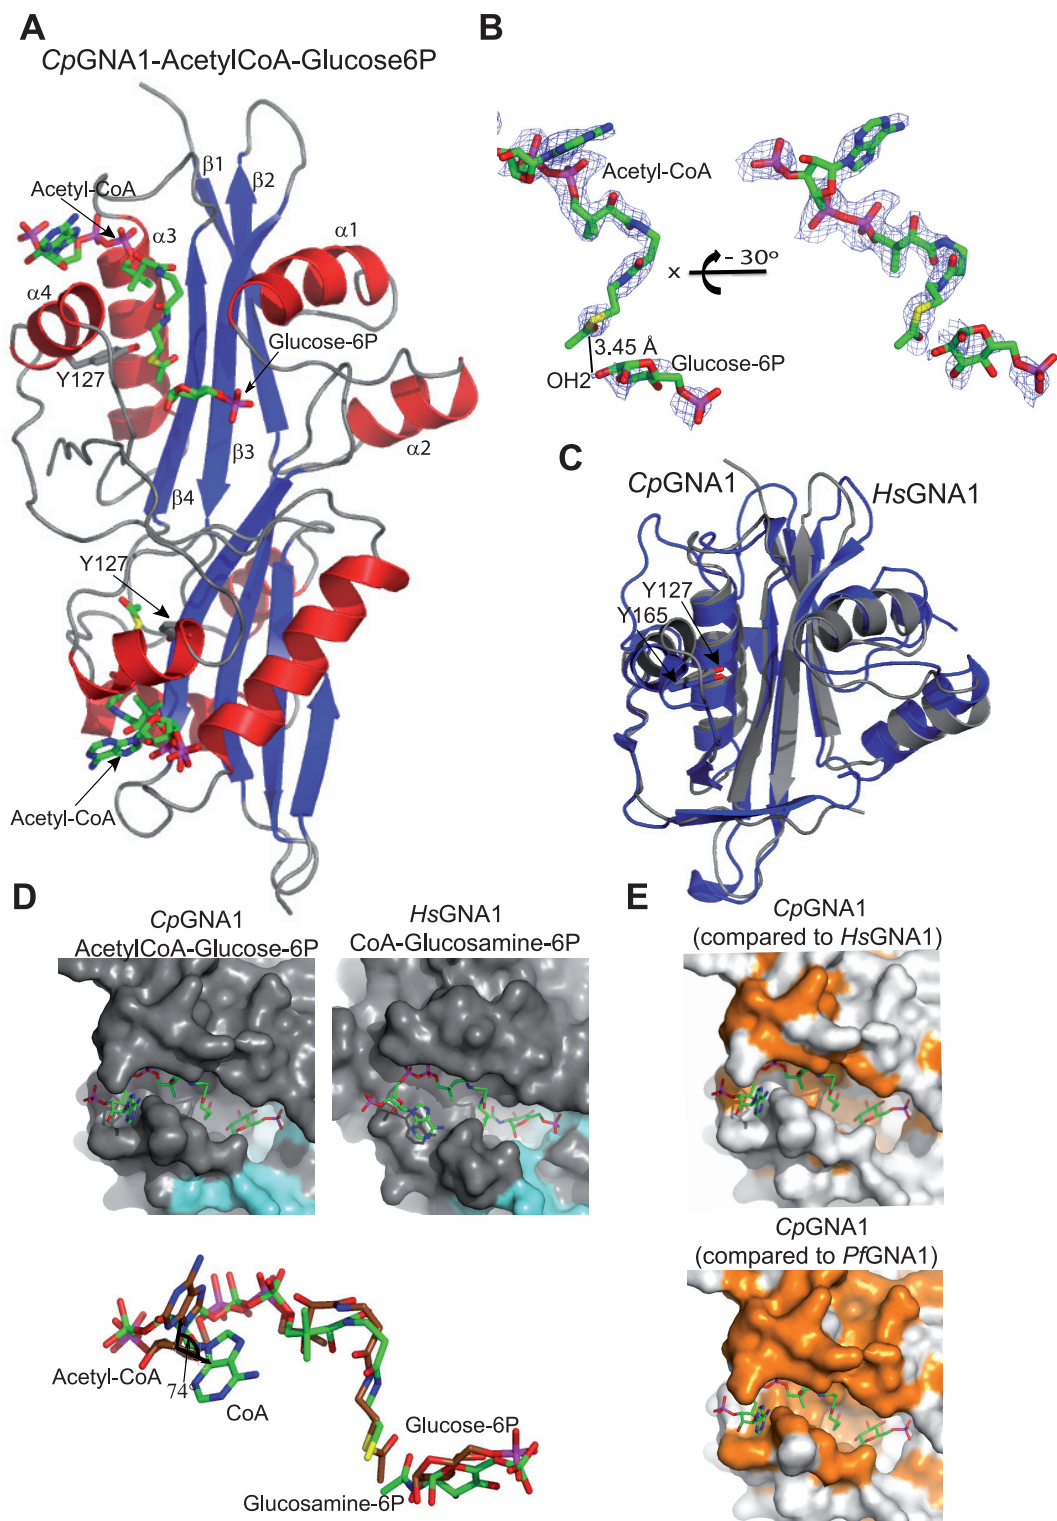 A
CpGNA1-AcetylCoA-Glucose6P
β1
β2
Acetyl-CoA
α3
α1
α4
Glucose-6P
Y127
α2
β3
β4
Y127
Acetyl-CoA
B
Acetyl-CoA
× - 30°
3.45 Å
Glucose-6P
OH2
C
CpGNA1
HsGNA1
Y127
Y165
D
CpGNA1
AcetylCoA-Glucose-6P
HsGNA1
CoA-Glucosamine-6P
Acetyl-CoA
74°
CoA
Glucose-6P
Glucosamine-6P
E
CpGNA1
(compared to HsGNA1)
CpGNA1
(compared to PfGNA1)